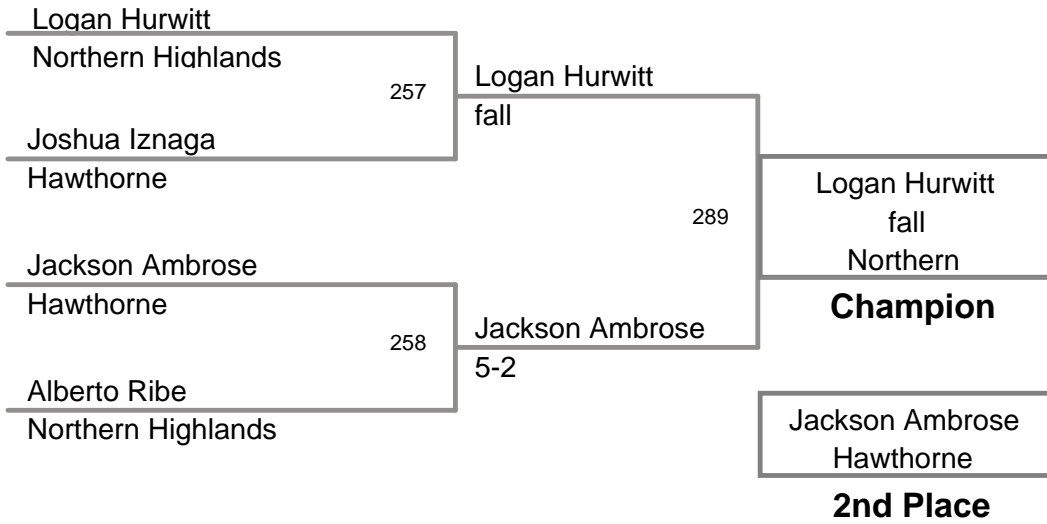 Logan Hurwitt
Northern Highlands
257
Joshua Iznaga
Hawthorne
Jackson Ambrose
Hawthorne
258
Alberto Ribe
Northern Highlands
Logan Hurwitt
fall
289
Jackson Ambrose
5-2
Logan Hurwitt
fall
Northern
Champion
Jackson Ambrose
Hawthorne
2nd Place